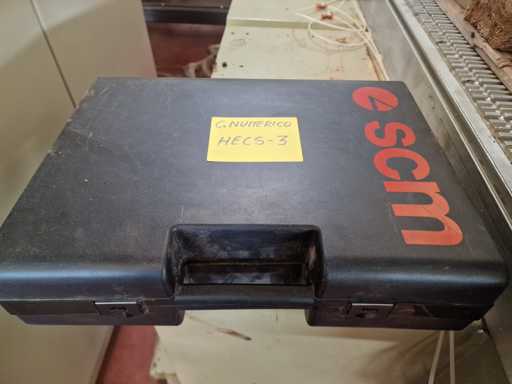 C. NUMERICO
HECS-3
scm